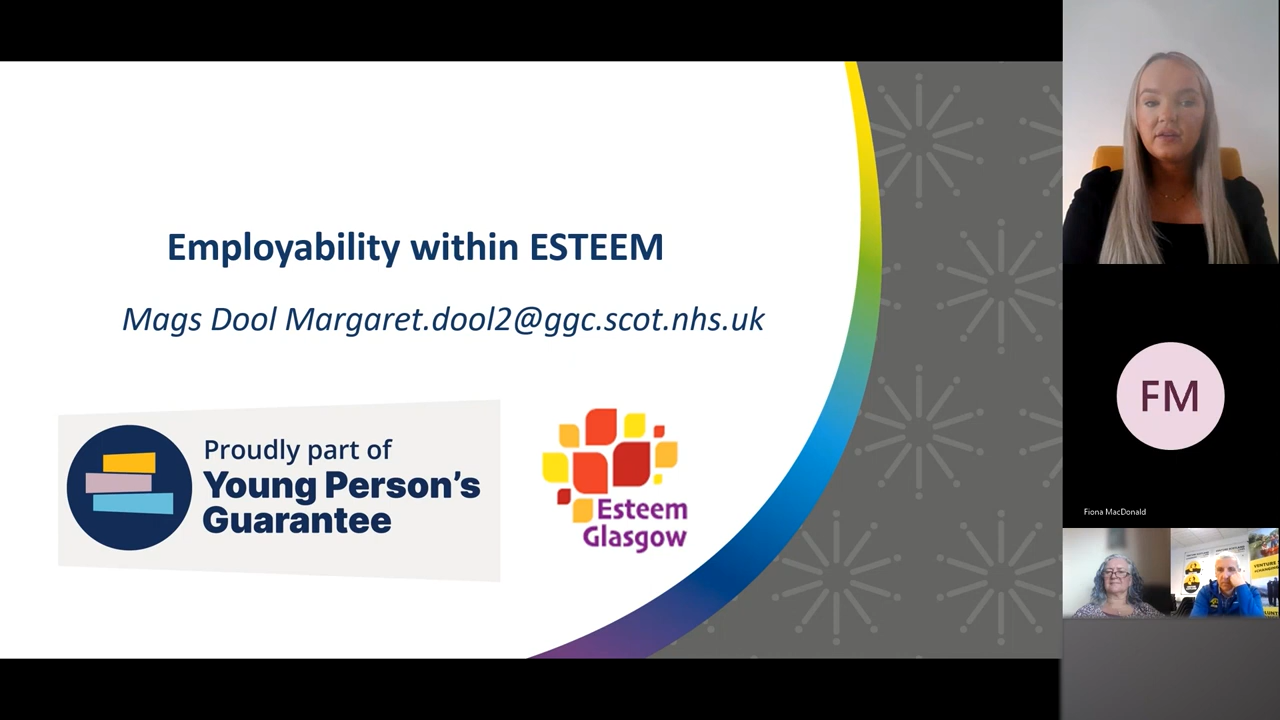 Employability within ESTEEM
Mags Dool Margaret.dool2@ggc.scot.nhs.uk
Proudly part of
Young Person's
Guarantee
Esteem
Glasgow
FM
Fiona MacDonald
VENTURE